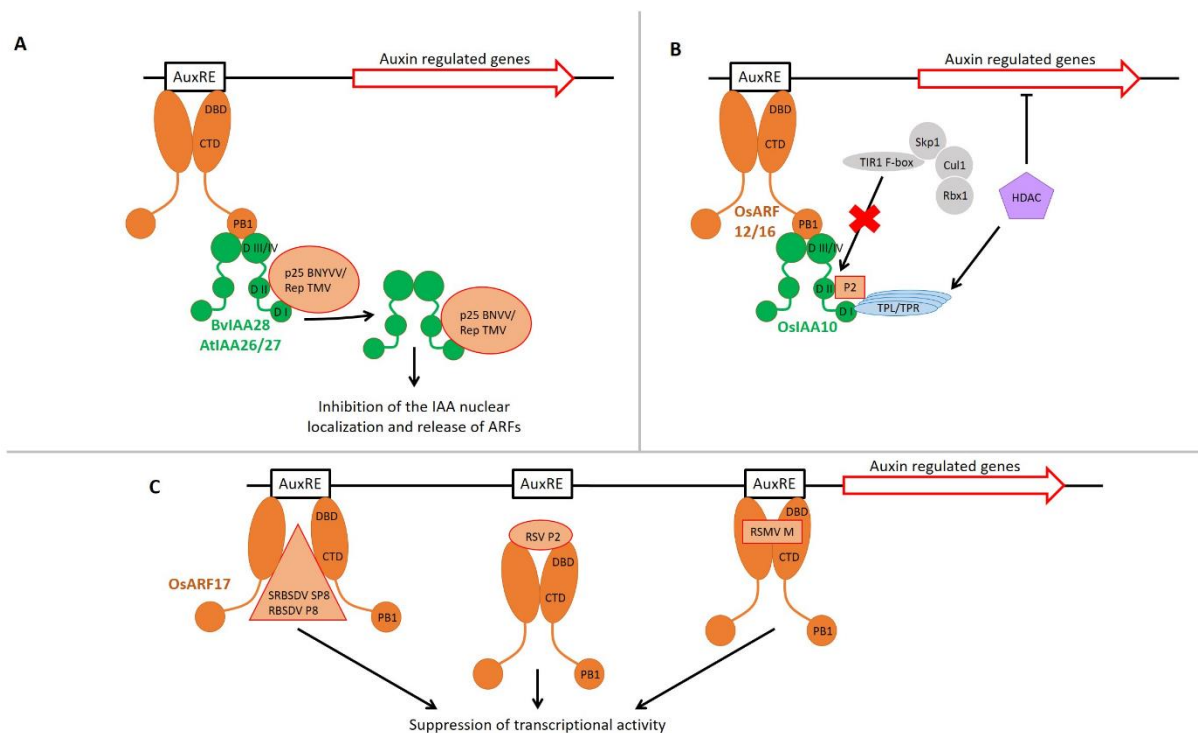 A
Auxin regulated genes
AuxRE
DBD
CTD
PB1
D III/IV
D II
D I
p25 BNYVV/
Rep TMV
BvIAA28
AtIAA26/27
p25 BNVV/
Rep TMV
Inhibition of the IAA nuclear
localization and release of ARFs
B
Auxin regulated genes
AuxRE
DBD
CTD
Skp1
TIR1 F-box
Cul1
Rbx1
HDAC
OsARF
12/16
PB1
D III/IV
D II
P2
D I
TPL/TPR
OsIAA10
C
Auxin regulated genes
AuxRE
AuxRE
AuxRE
DBD
CTD
OsARF17
SRBSDV SP8
RBSDV P8
PB1
RSV P2
DBD
CTD
PB1
DBD
RSMV M
CTD
PB1
Suppression of transcriptional activity